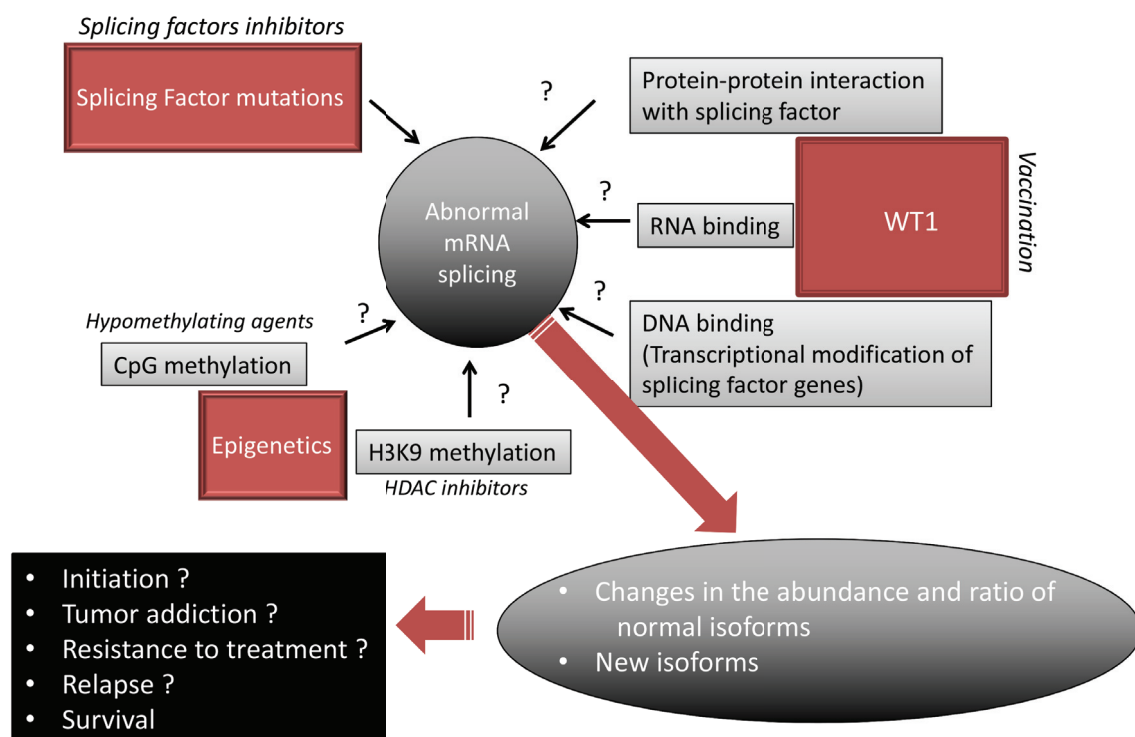 Splicing factors inhibitors
Splicing Factor mutations
?
Protein-protein interaction
with splicing factor
Abnormal
mRNA
splicing
?
RNA binding
WT1
Vaccination
?
DNA binding
(Transcriptional modification of
splicing factor genes)
Hypomethylating agents
?
CpG methylation
Epigenetics
?
H3K9 methylation
HDAC inhibitors
• Changes in the abundance and ratio of
normal isoforms
• New isoforms
• Initiation ?
• Tumor addiction ?
• Resistance to treatment ?
• Relapse ?
• Survival